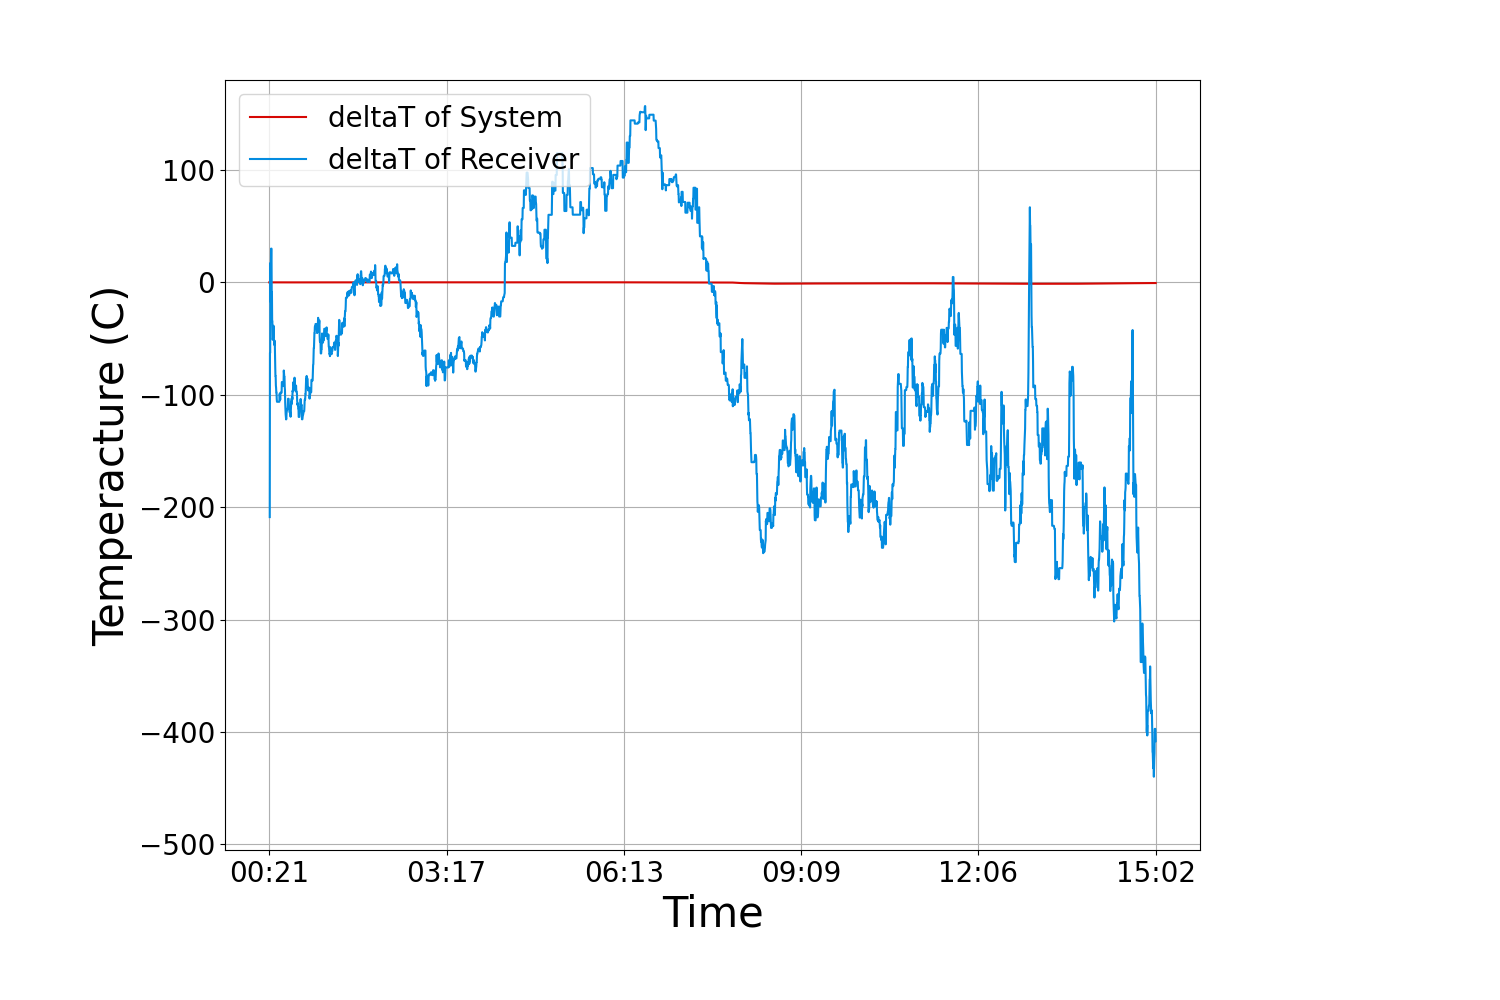 deltaT of System
deltaT of Receiver
100
0
−100
−200
−300
−400
−500
Temperacture (C)
00:21 03:17 06:13 09:09 12:06 15:02
Time